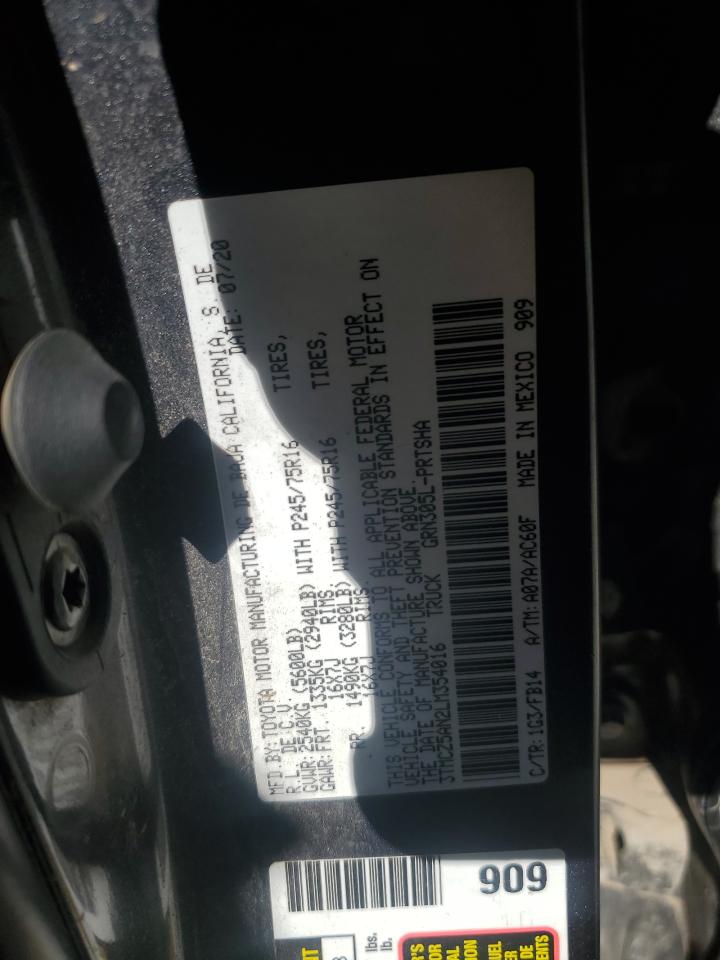 MFD. BY: TOYOTA MOTOR MANUFACTURING DE BAJA CALIFORNIA, S. DE
R.L. DE C.V. DATE: 07/20
GVWR: 2540KG (5600LB)
GAWR: FRT. 1335KG (2940LB) WITH P245/75R16 TIRES,
16X7J RIMS,
RR. 1490KG (3280LB) WITH P245/75R16 TIRES,
16X7J RIMS
THIS VEHICLE CONFORMS TO ALL APPLICABLE FEDERAL MOTOR
VEHICLE SAFETY AND THEFT PREVENTION STANDARDS IN EFFECT ON
THE DATE OF MANUFACTURE SHOWN ABOVE.
3TMCZ5AN2LM354016 TRUCK GRN305L-PRTSHA
C/TR: 1G3/FB14 A/TM: A07A/AC60F MADE IN MEXICO 909
909
lbs.
lb.
DE